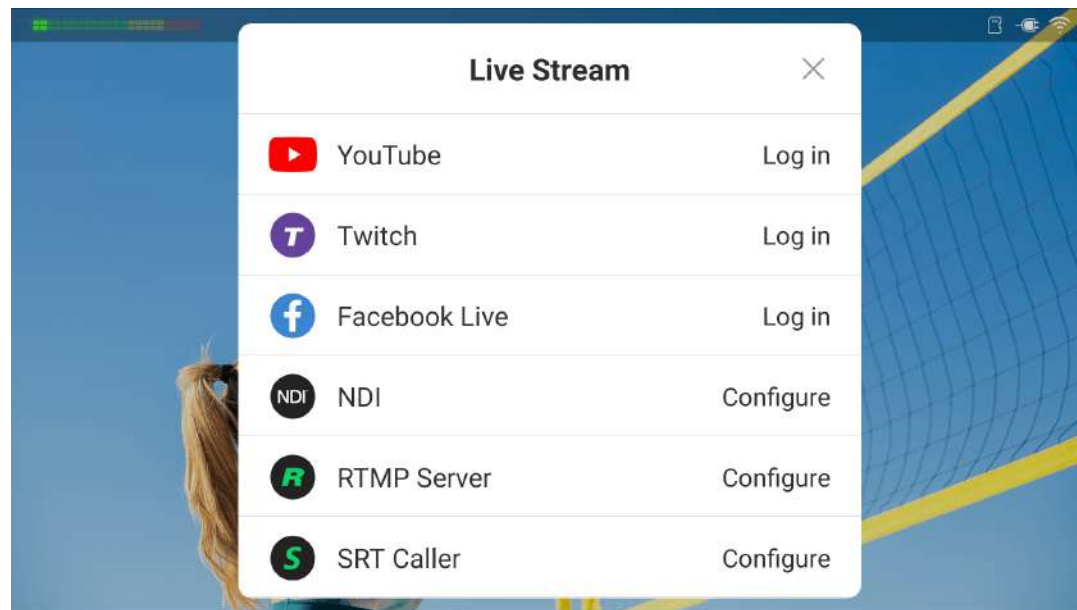 Live Stream
YouTube Log in
T Twitch Log in
f Facebook Live Log in
NDI NDI Configure
R RTMP Server Configure
S SRT Caller Configure